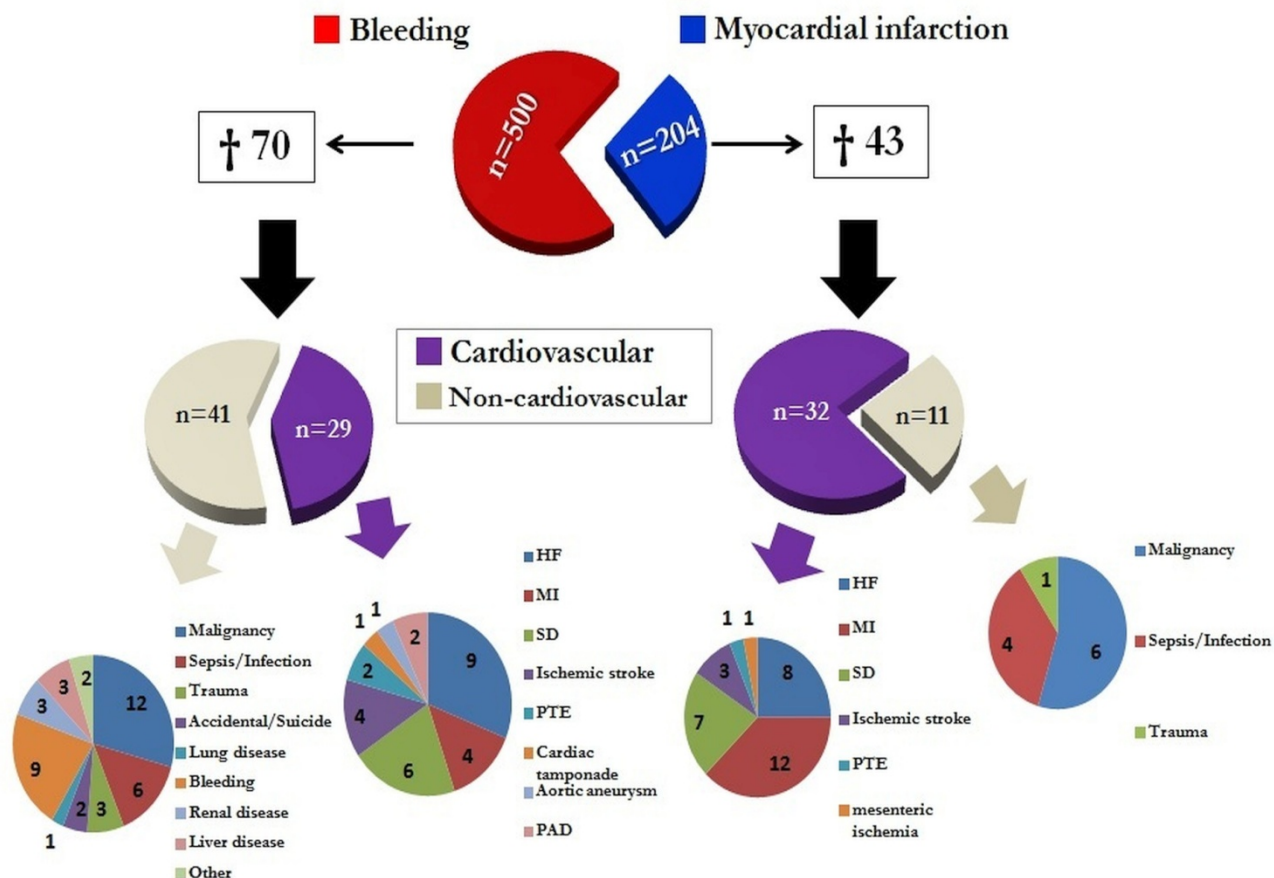 Bleeding
Myocardial infarction
n=500
n=204
† 70
† 43
Cardiovascular
Non-cardiovascular
n=41
n=29
n=32
n=11
Malignancy
Sepsis/Infection
Trauma
Accidental/Suicide
Lung disease
Bleeding
Renal disease
Liver disease
Other
12
6
3
2
1
9
3
3
2
HF
MI
SD
Ischemic stroke
PTE
Cardiac
tamponade
Aortic aneurysm
PAD
9
4
6
4
2
1
1
2
HF
MI
SD
Ischemic stroke
PTE
mesenteric
ischemia
8
12
7
3
1
1
Malignancy
Sepsis/Infection
Trauma
6
4
1